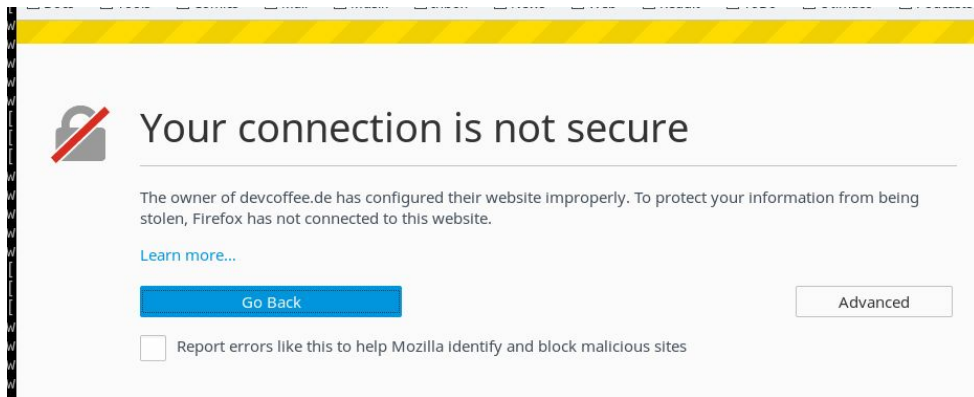 Your connection is not secure
The owner of devcoffee.de has configured their website improperly. To protect your information from being
stolen, Firefox has not connected to this website.
Learn more...
Go Back
Advanced
Report errors like this to help Mozilla identify and block malicious sites